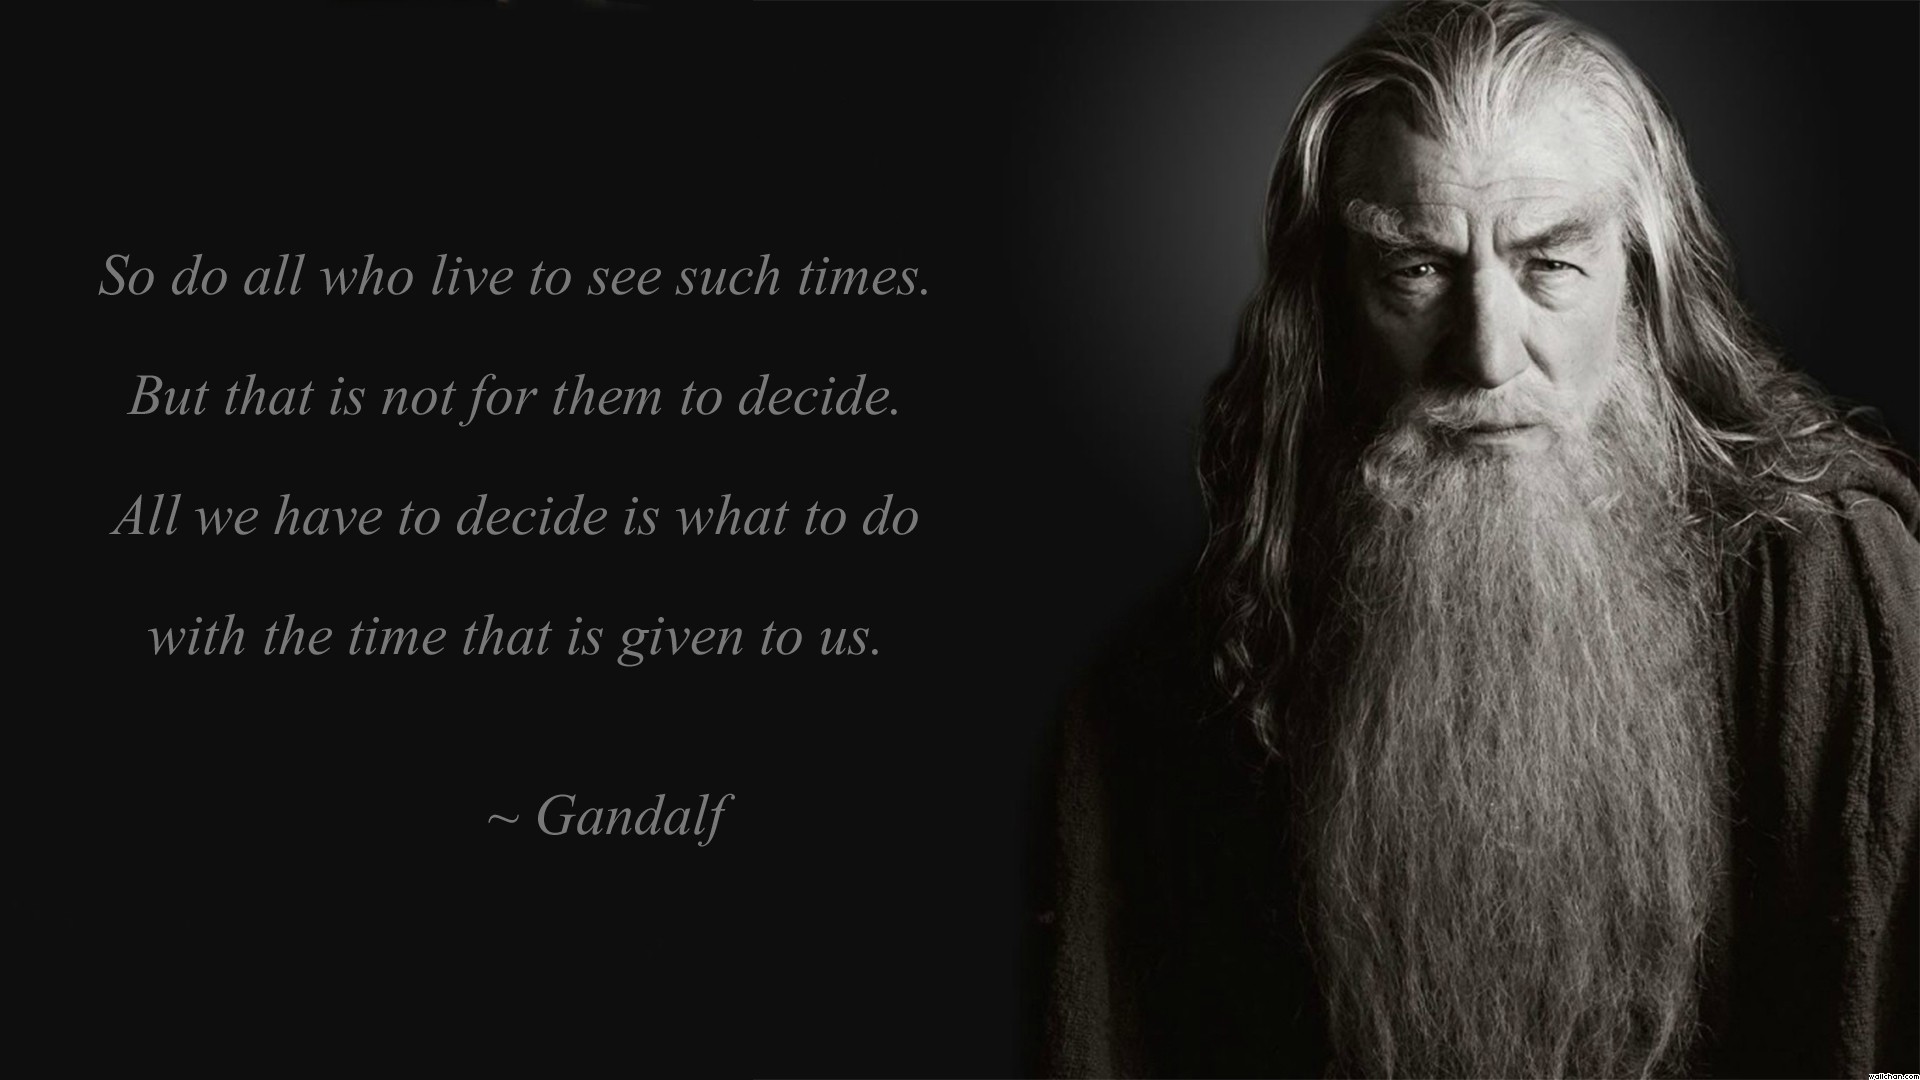 So do all who live to see such times.
But that is not for them to decide.
All we have to decide is what to do
with the time that is given to us.
~ Gandalf
wallchan.com